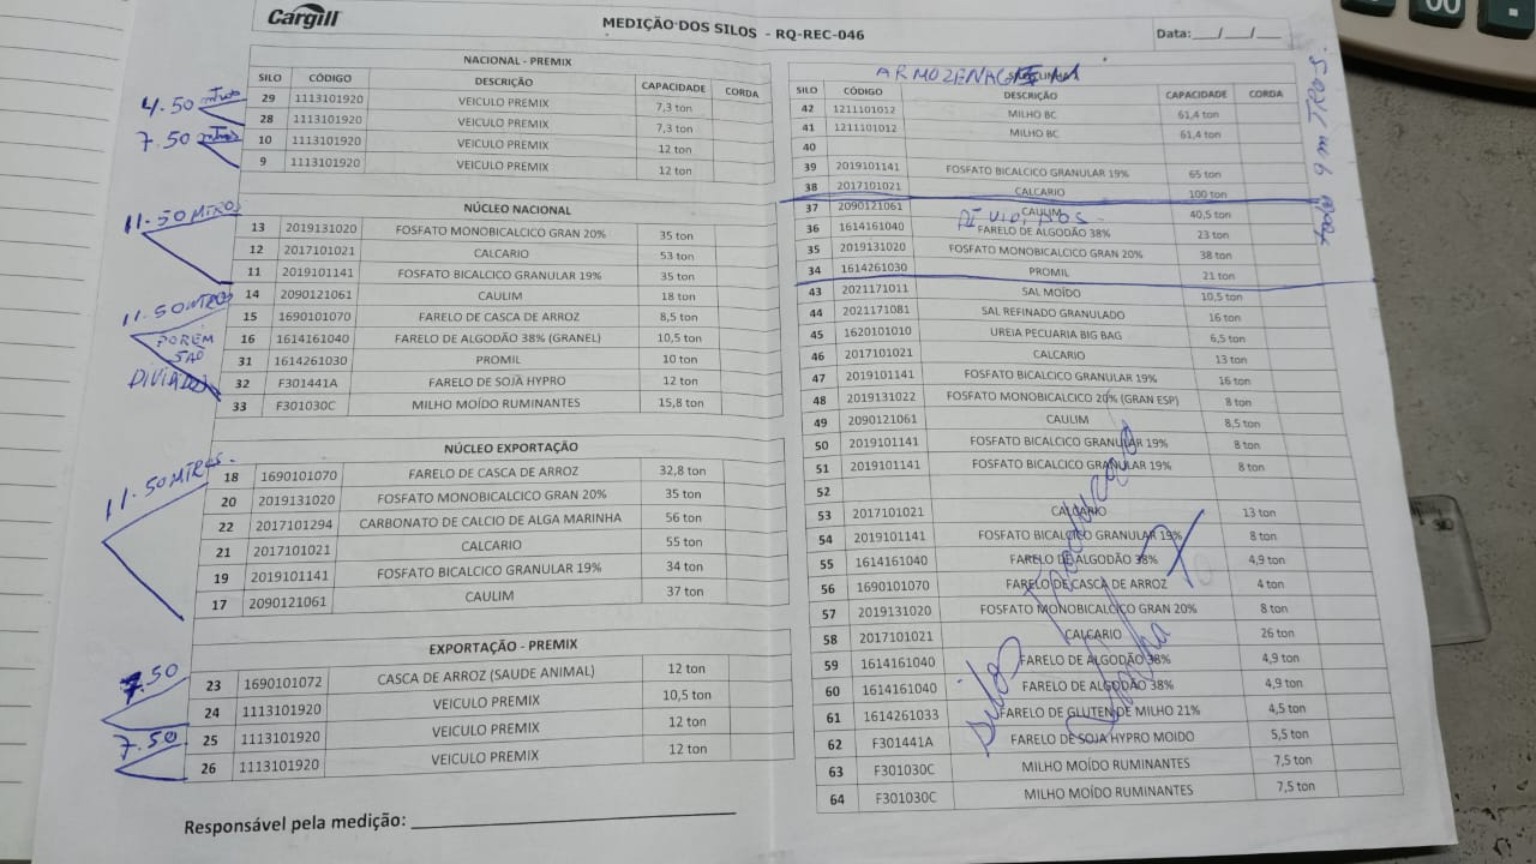 Cargill
MEDIÇÃO DOS SILOS - RQ-REC-046
Data:___/___/___
NACIONAL - PREMIX
SILO CÓDIGO DESCRIÇÃO CAPACIDADE CORDA
29 1113101920 VEICULO PREMIX 7,3 ton
28 1113101920 VEICULO PREMIX 7,3 ton
10 1113101920 VEICULO PREMIX 12 ton
9 1113101920 VEICULO PREMIX 12 ton
4.50
7.50
NÚCLEO NACIONAL
13 2019131020 FOSFATO MONOBICALCICO GRAN 20% 35 ton
12 2017101021 CALCARIO 53 ton
11 2019101141 FOSFATO BICALCICO GRANULAR 19% 35 ton
14 2090121061 CAULIM 18 ton
15 1690101070 FARELO DE CASCA DE ARROZ 8,5 ton
16 1614161040 FARELO DE ALGODÃO 38% (GRANEL) 10,5 ton
31 1614261030 PROMIL 10 ton
32 F301441A FARELO DE SOJA HYPRO 12 ton
33 F301030C MILHO MOÍDO RUMINANTES 15,8 ton
11.50 METROS
11.50 METROS
PORÉM
SÃO
DIVIADOS
NÚCLEO EXPORTAÇÃO
18 1690101070 FARELO DE CASCA DE ARROZ 32,8 ton
20 2019131020 FOSFATO MONOBICALCICO GRAN 20% 35 ton
22 2017101294 CARBONATO DE CALCIO DE ALGA MARINHA 56 ton
21 2017101021 CALCARIO 55 ton
19 2019101141 FOSFATO BICALCICO GRANULAR 19% 34 ton
17 2090121061 CAULIM 37 ton
11.50 MTRES.
EXPORTAÇÃO - PREMIX
23 1690101072 CASCA DE ARROZ (SAUDE ANIMAL) 12 ton
24 1113101920 VEICULO PREMIX 10,5 ton
25 1113101920 VEICULO PREMIX 12 ton
26 1113101920 VEICULO PREMIX 12 ton
7.50
7.50
Responsável pela medição: ___
ARMOZENAGEM
SILO CÓDIGO DESCRIÇÃO CAPACIDADE CORDA
42 1211101012 MILHO BC 61,4 ton
41 1211101012 MILHO BC 61,4 ton
40
39 2019101141 FOSFATO BICALCICO GRANULAR 19% 65 ton
38 2017101021 CALCARIO 100 ton
37 2090121061 CAULIM 40,5 ton
DEVIDIDOS
36 1614161040 FARELO DE ALGODÃO 38% 23 ton
35 2019131020 FOSFATO MONOBICALCICO GRAN 20% 38 ton
34 1614261030 PROMIL 21 ton
43 2021171011 SAL MOÍDO 10,5 ton
44 2021171081 SAL REFINADO GRANULADO 16 ton
45 1620101010 UREIA PECUARIA BIG BAG 6,5 ton
46 2017101021 CALCARIO 13 ton
47 2019101141 FOSFATO BICALCICO GRANULAR 19% 16 ton
48 2019131022 FOSFATO MONOBICALCICO 20% (GRAN ESP) 8 ton
49 2090121061 CAULIM 8,5 ton
50 2019101141 FOSFATO BICALCICO GRANULAR 19% 8 ton
51 2019101141 FOSFATO BICALCICO GRANULAR 19% 8 ton
52
53 2017101021 CALCARIO 13 ton
54 2019101141 FOSFATO BICALCICO GRANULAR 19% 8 ton
55 1614161040 FARELO DE ALGODÃO 38% 4,9 ton
56 1690101070 FARELO DE CASCA DE ARROZ 4 ton
57 2019131020 FOSFATO MONOBICALCICO GRAN 20% 8 ton
58 2017101021 CALCARIO 26 ton
59 1614161040 FARELO DE ALGODÃO 38% 4,9 ton
60 1614161040 FARELO DE ALGODÃO 38% 4,9 ton
61 1614261033 FARELO DE GLUTEN DE MILHO 21% 4,5 ton
62 F301441A FARELO DE SOJA HYPRO MOIDO 5,5 ton
63 F301030C MILHO MOÍDO RUMINANTES 7,5 ton
64 F301030C MILHO MOÍDO RUMINANTES 7,5 ton
silos Producao
linha 7
00